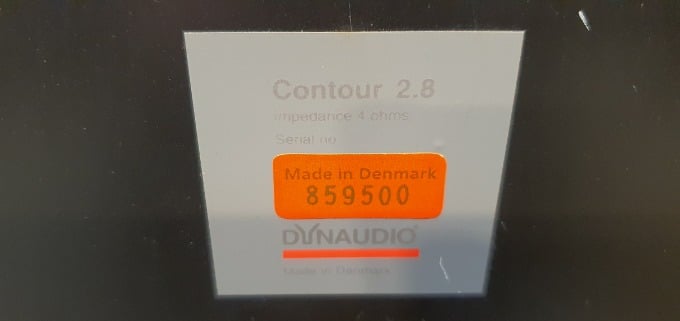 Contour 2.8
Impedance 4 ohms
Serial no
Made in Denmark
859500
DYNAUDIO
Made in Denmark